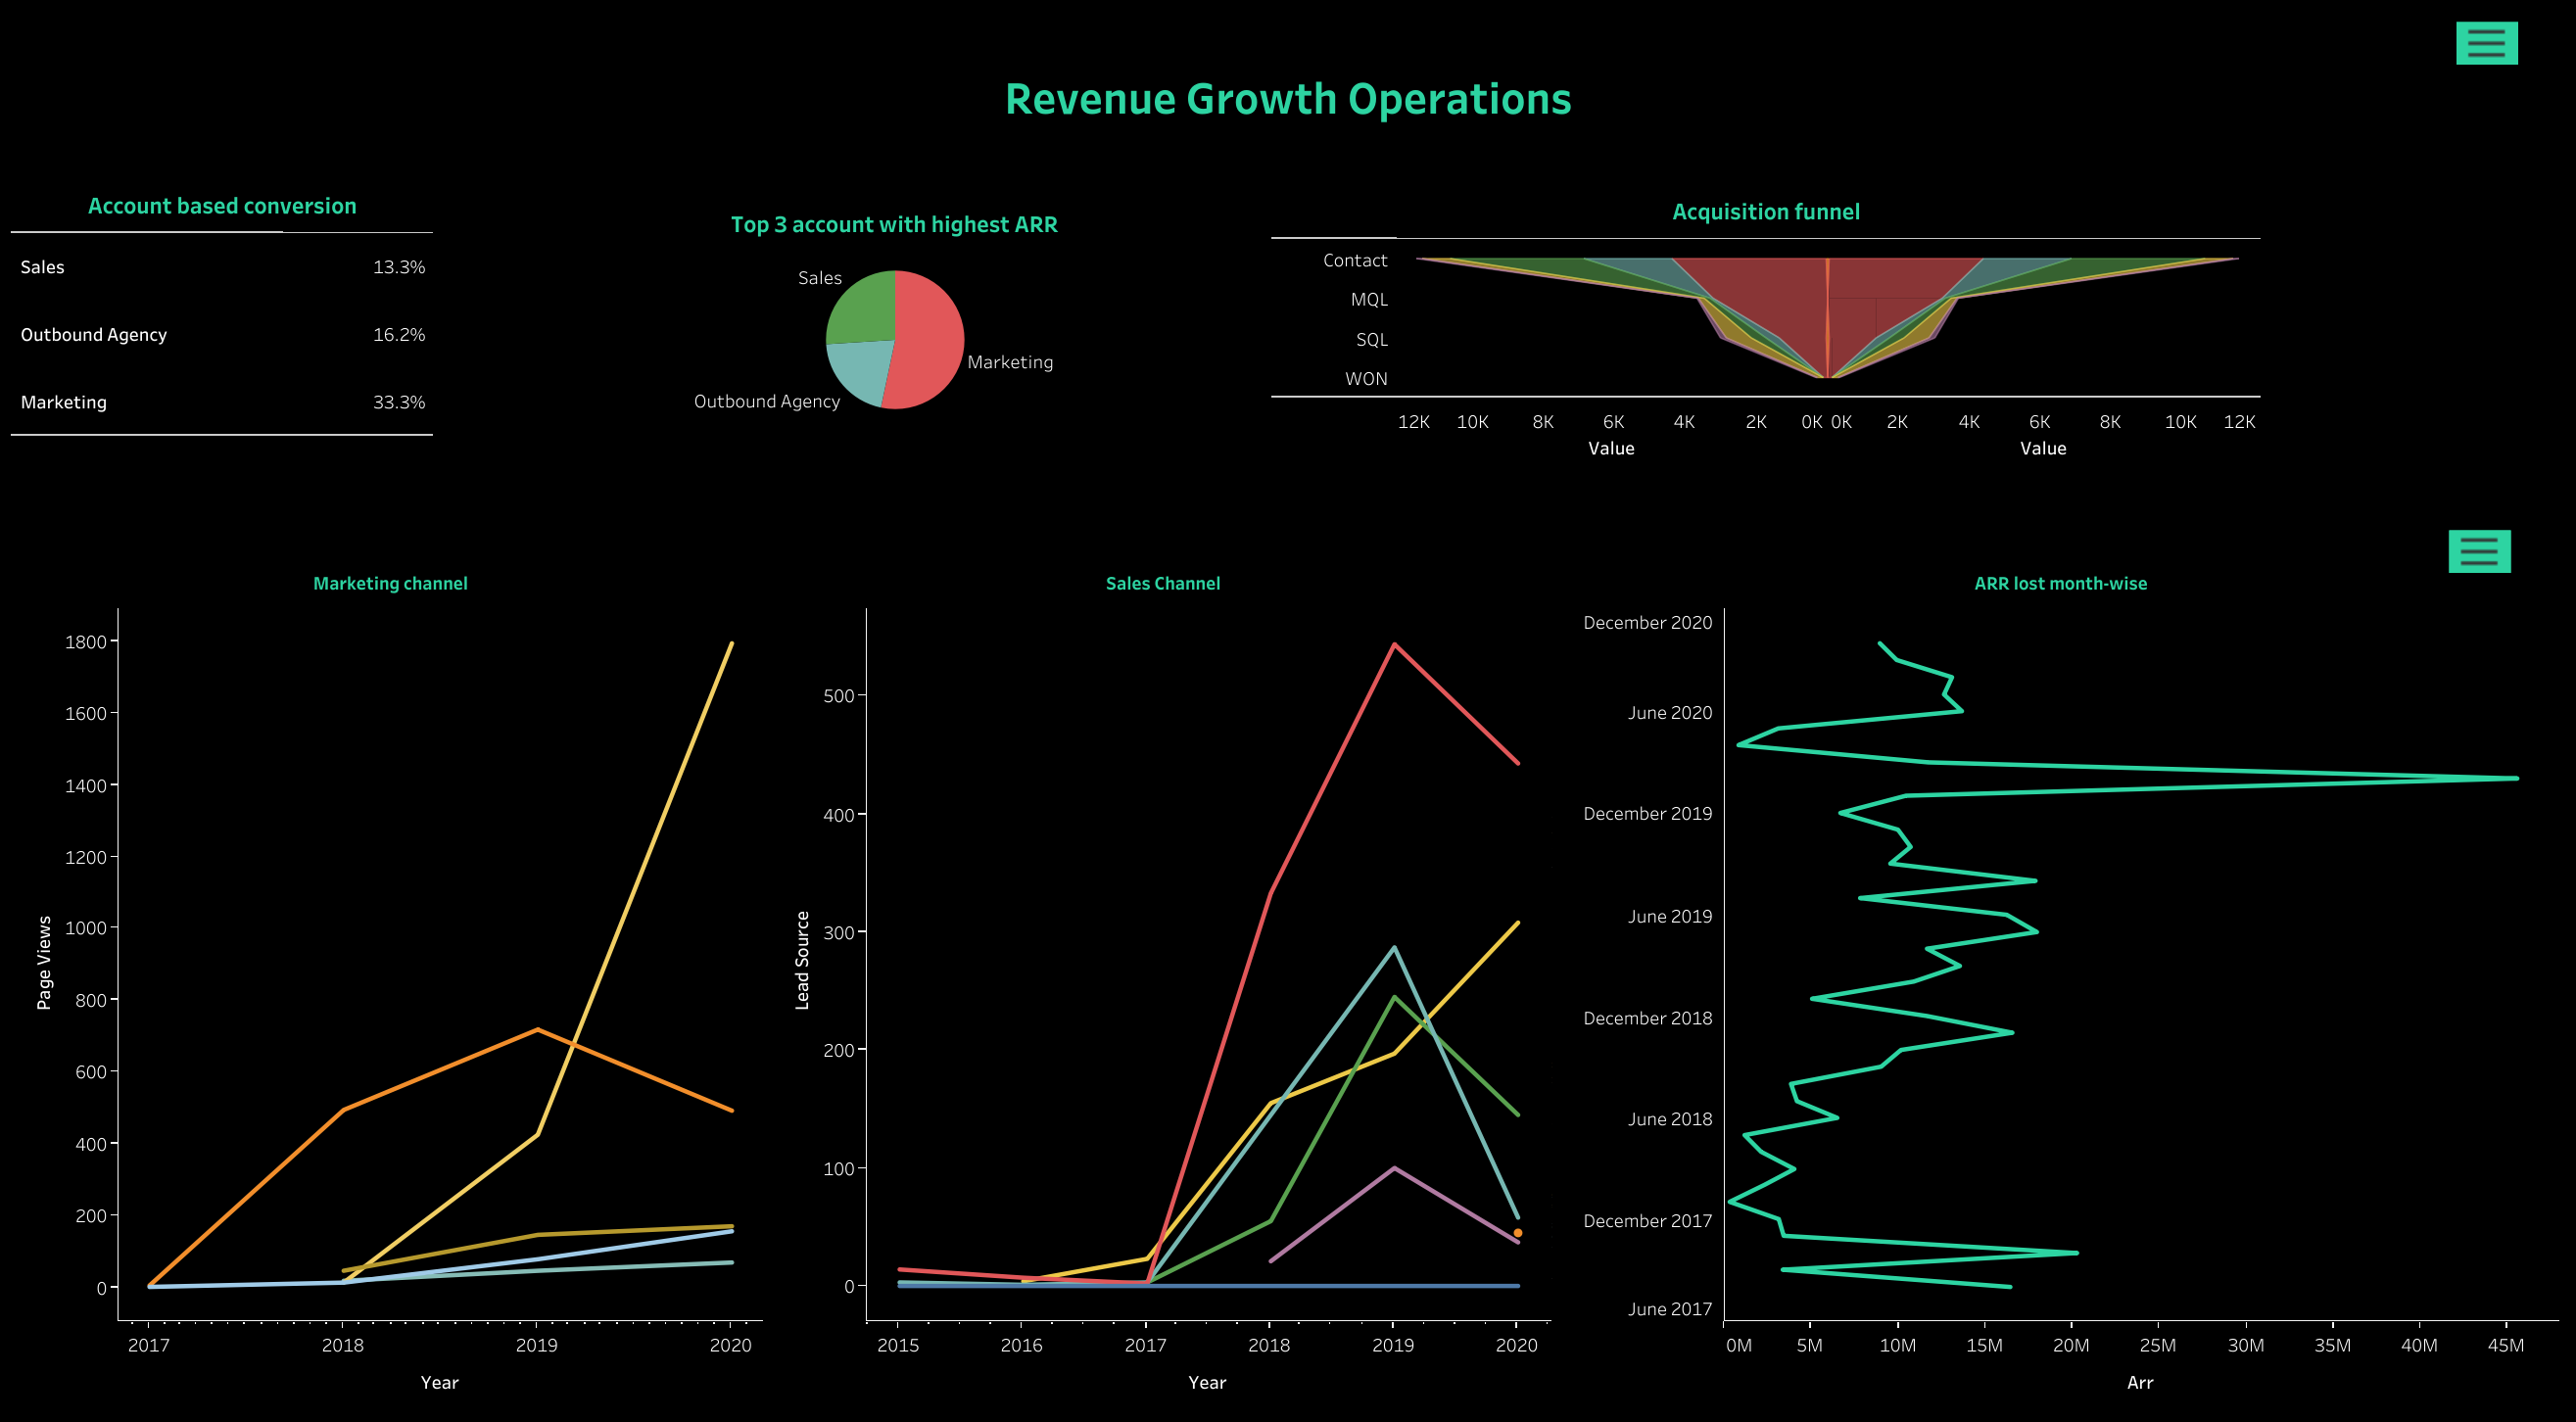 Revenue Growth Operations
Account based conversion
Sales 13.3%
Outbound Agency 16.2%
Marketing 33.3%
Top 3 account with highest ARR
Sales
Marketing
Outbound Agency
Acquisition funnel
Contact
MQL
SQL
WON
12K 10K 8K 6K 4K 2K 0K 0K 2K 4K 6K 8K 10K 12K
Value Value
Marketing channel
Page Views
1800
1600
1400
1200
1000
800
600
400
200
0
2017 2018 2019 2020
Year
Sales Channel
Lead Source
500
400
300
200
100
0
2015 2016 2017 2018 2019 2020
Year
ARR lost month-wise
December 2020
June 2020
December 2019
June 2019
December 2018
June 2018
December 2017
June 2017
0M 5M 10M 15M 20M 25M 30M 35M 40M 45M
Arr